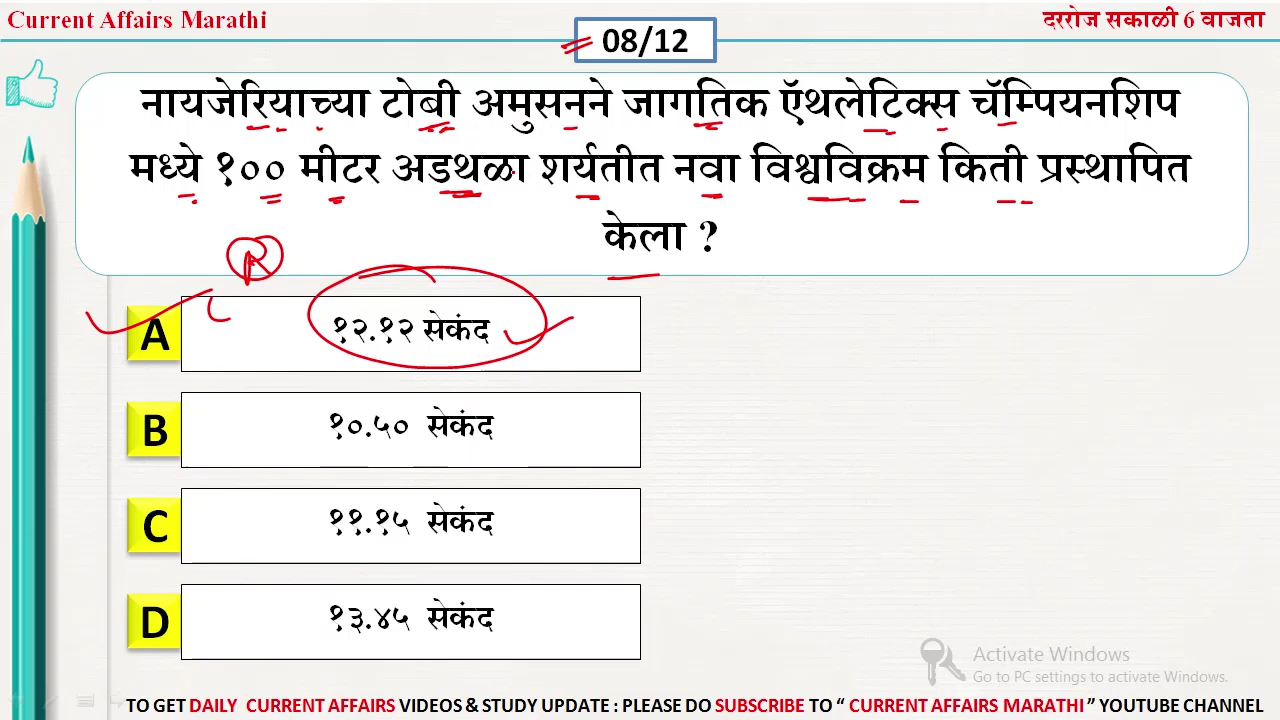 Current Affairs Marathi
दररोज सकाळी 6 वाजता
08/12
नायजेरियाच्या टोबी अमुसनने जागतिक ऍथलेटिक्स चॅम्पियनशिप
मध्ये १०० मीटर अडथळा शर्यतीत नवा विश्वविक्रम किती प्रस्थापित
केला ?
A १२.१२ सेकंद
B १०.५० सेकंद
C ११.१५ सेकंद
D १३.४५ सेकंद
Activate Windows
Go to PC settings to activate Windows.
TO GET DAILY CURRENT AFFAIRS VIDEOS & STUDY UPDATE : PLEASE DO SUBSCRIBE TO “ CURRENT AFFAIRS MARATHI ” YOUTUBE CHANNEL